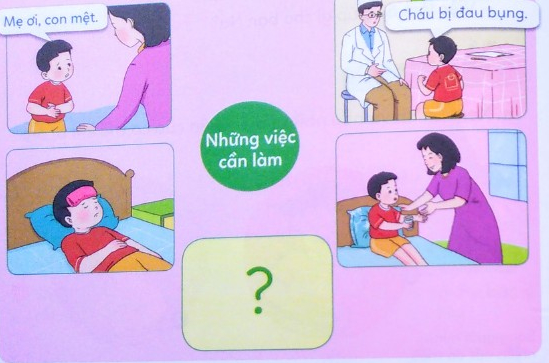 Mẹ ơi, con mệt.
Cháu bị đau bụng.
Những việc
cần làm
?